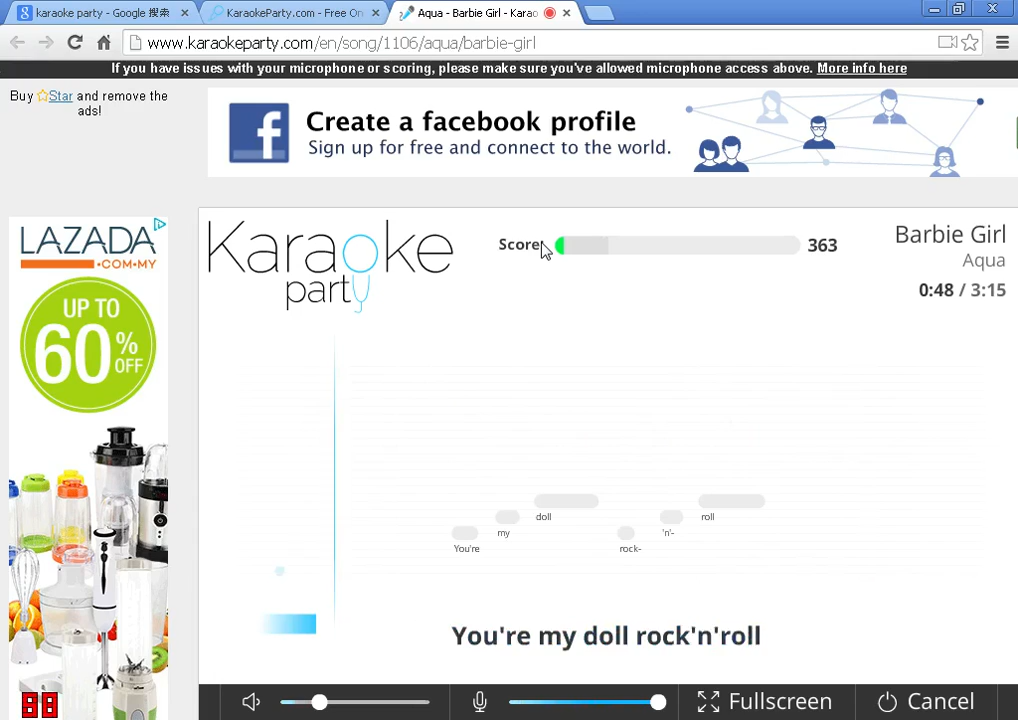 karaoke party - Google 搜索
KaraokeParty.com - Free On
Aqua - Barbie Girl - Karao
www.karaokeparty.com/en/song/1106/aqua/barbie-girl
If you have issues with your microphone or scoring, please make sure you've allowed microphone access above. More info here
Buy Star and remove the
ads!
Create a facebook profile
Sign up for free and connect to the world.
LAZADA
.COM.MY
UP TO
60% OFF
Karaoke
party
Score:
363
Barbie Girl
Aqua
0:48 / 3:15
You're
my
doll
rock-
'n'-
roll
You're my doll rock'n'roll
98
Fullscreen
Cancel